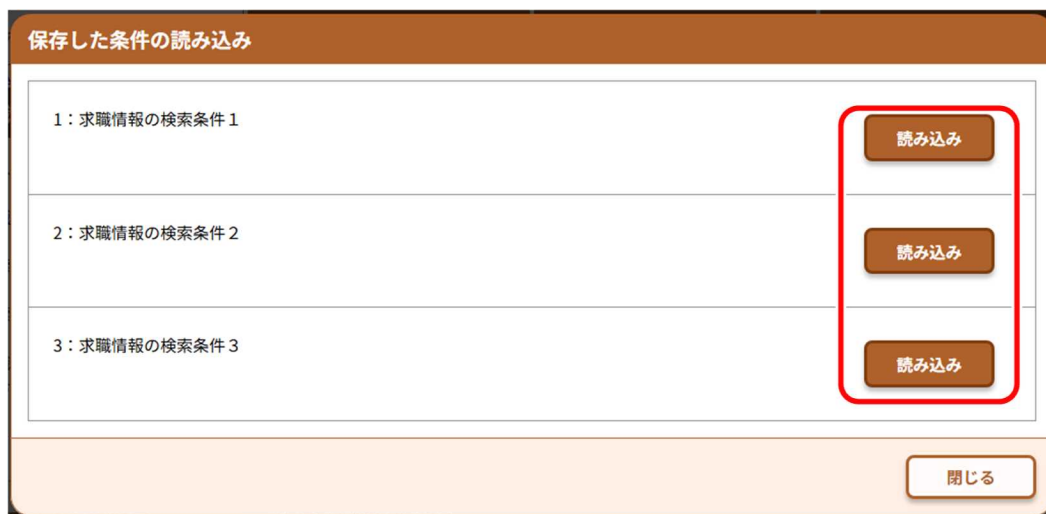 保存した条件の読み込み
1：求職情報の検索条件１
読み込み
2：求職情報の検索条件２
読み込み
3：求職情報の検索条件３
読み込み
閉じる